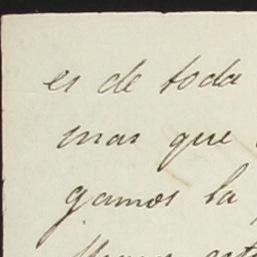 es de toda
mas que
gamos la